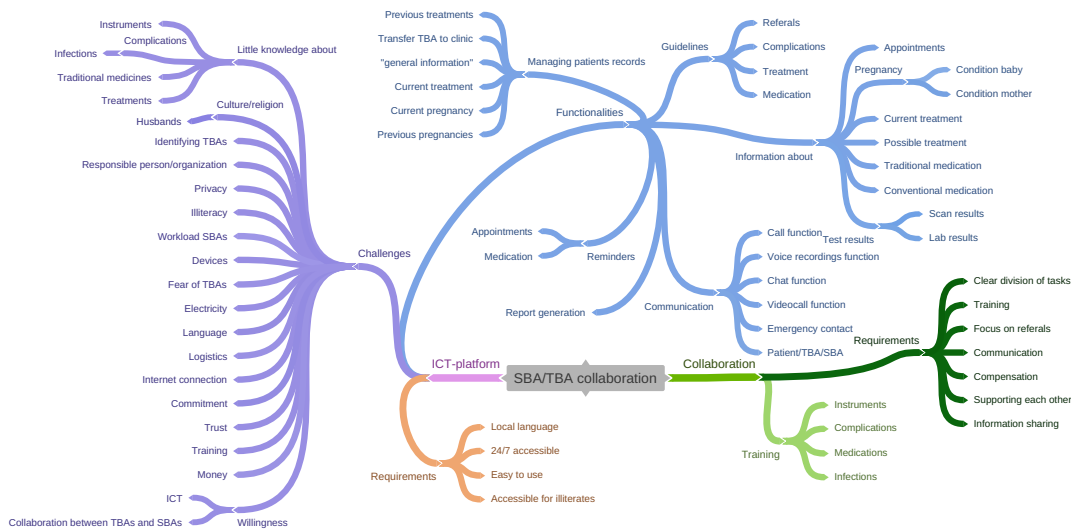 SBA/TBA collaboration
ICT-platform
Challenges
Little knowledge about
Instruments
Complications
Infections
Traditional medicines
Treatments
Culture/religion
Husbands
Identifying TBAs
Responsible person/organization
Privacy
Illiteracy
Workload SBAs
Devices
Fear of TBAs
Electricity
Language
Logistics
Internet connection
Commitment
Trust
Training
Money
Willingness
ICT
Collaboration between TBAs and SBAs
Functionalities
Managing patients records
Previous treatments
Transfer TBA to clinic
"general information"
Current treatment
Current pregnancy
Previous pregnancies
Guidelines
Referrals
Complications
Treatment
Medication
Information about
Appointments
Pregnancy
Condition baby
Condition mother
Current treatment
Possible treatment
Traditional medication
Conventional medication
Test results
Scan results
Lab results
Reminders
Appointments
Medication
Communication
Call function
Voice recordings function
Chat function
Videocall function
Emergency contact
Patient/TBA/SBA
Report generation
Requirements
Local language
24/7 accessible
Easy to use
Accessible for illiterates
Collaboration
Requirements
Clear division of tasks
Training
Focus on referrals
Communication
Compensation
Supporting each other
Information sharing
Training
Instruments
Complications
Medications
Infections